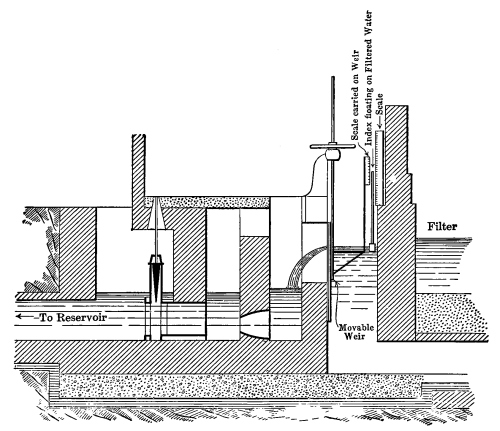 Scale carried on Weir
Index floating on Filtered Water
Scale
Filter
To Reservoir
Movable
Weir